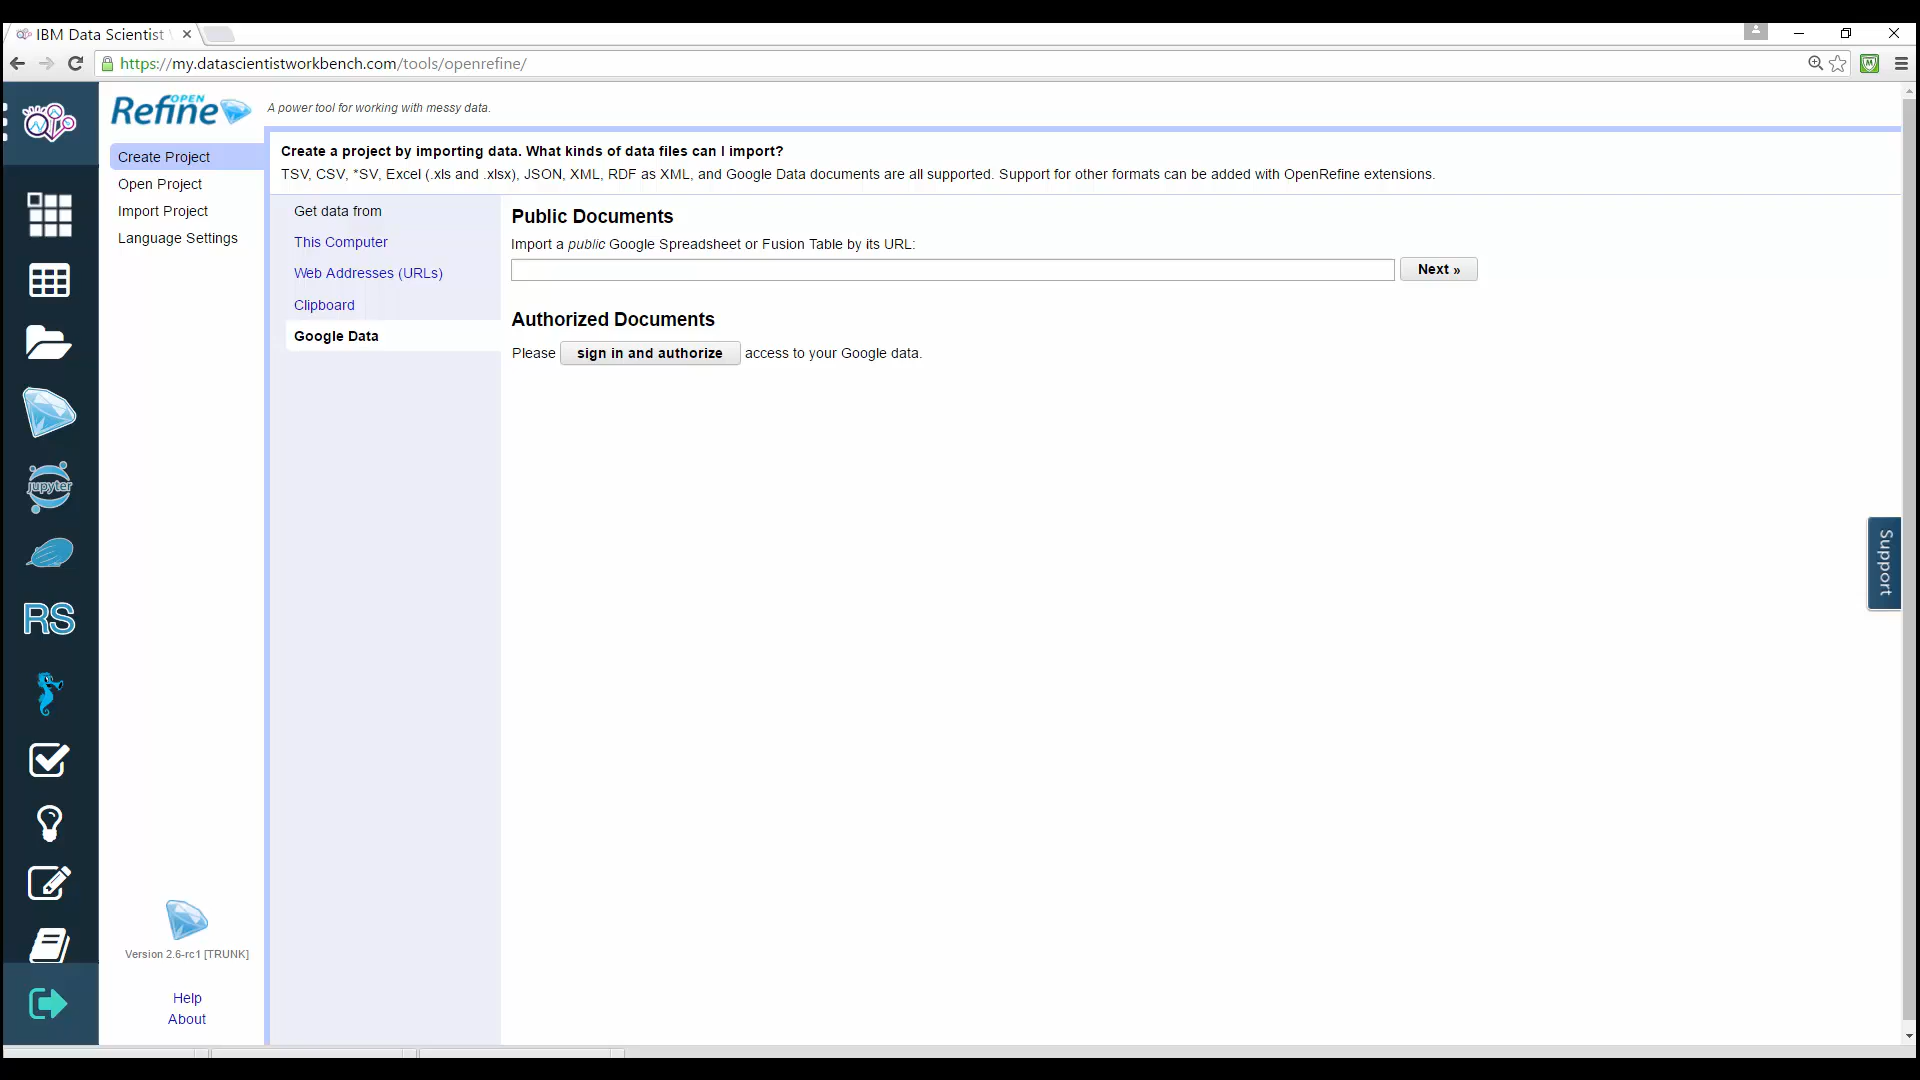 IBM Data Scientist
https://my.datascientistworkbench.com/tools/openrefine/
OPEN
Refine
A power tool for working with messy data.
Create Project
Open Project
Import Project
Language Settings
Create a project by importing data. What kinds of data files can I import?
TSV, CSV, *SV, Excel (.xls and .xlsx), JSON, XML, RDF as XML, and Google Data documents are all supported. Support for other formats can be added with OpenRefine extensions.
Get data from
This Computer
Web Addresses (URLs)
Clipboard
Google Data
Public Documents
Import a public Google Spreadsheet or Fusion Table by its URL:
Next »
Authorized Documents
Please sign in and authorize access to your Google data.
jupyter
RS
Support
Version 2.6-rc1 [TRUNK]
Help
About